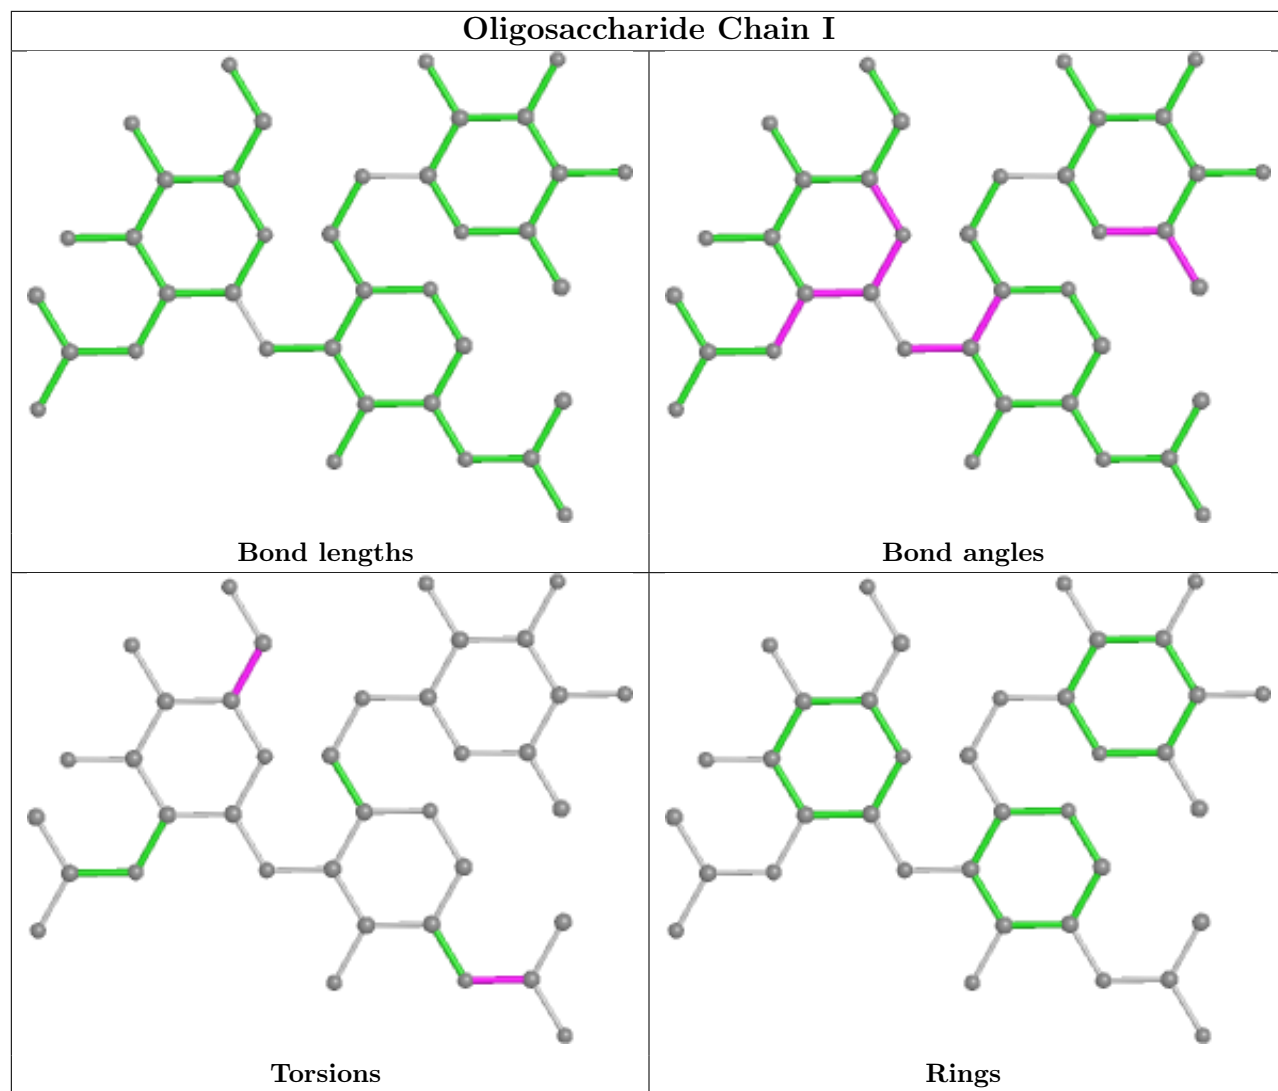 Oligosaccharide Chain I
Bond lengths
Bond angles
Torsions
Rings